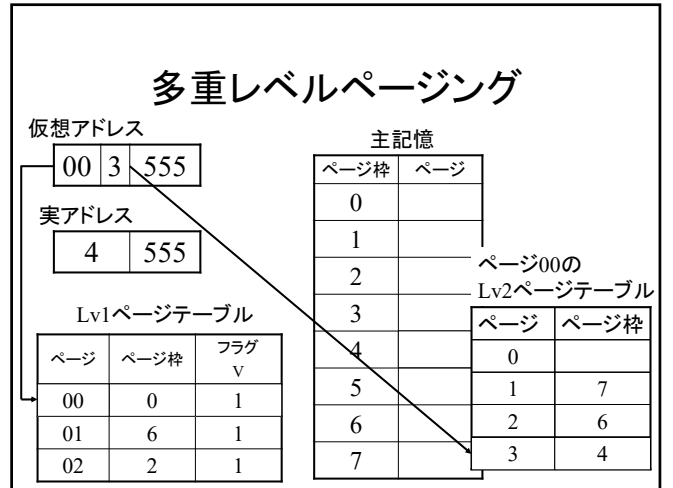 多重レベルページング
仮想アドレス
00 3 555
実アドレス
4 555
Lv1ページテーブル
ページ ページ枠 フラグ V
00 0 1
01 6 1
02 2 1
主記憶
ページ枠 ページ
0
1
2
3
4
5
6
7
ページ00の
Lv2ページテーブル
ページ ページ枠
0
1 7
2 6
3 4